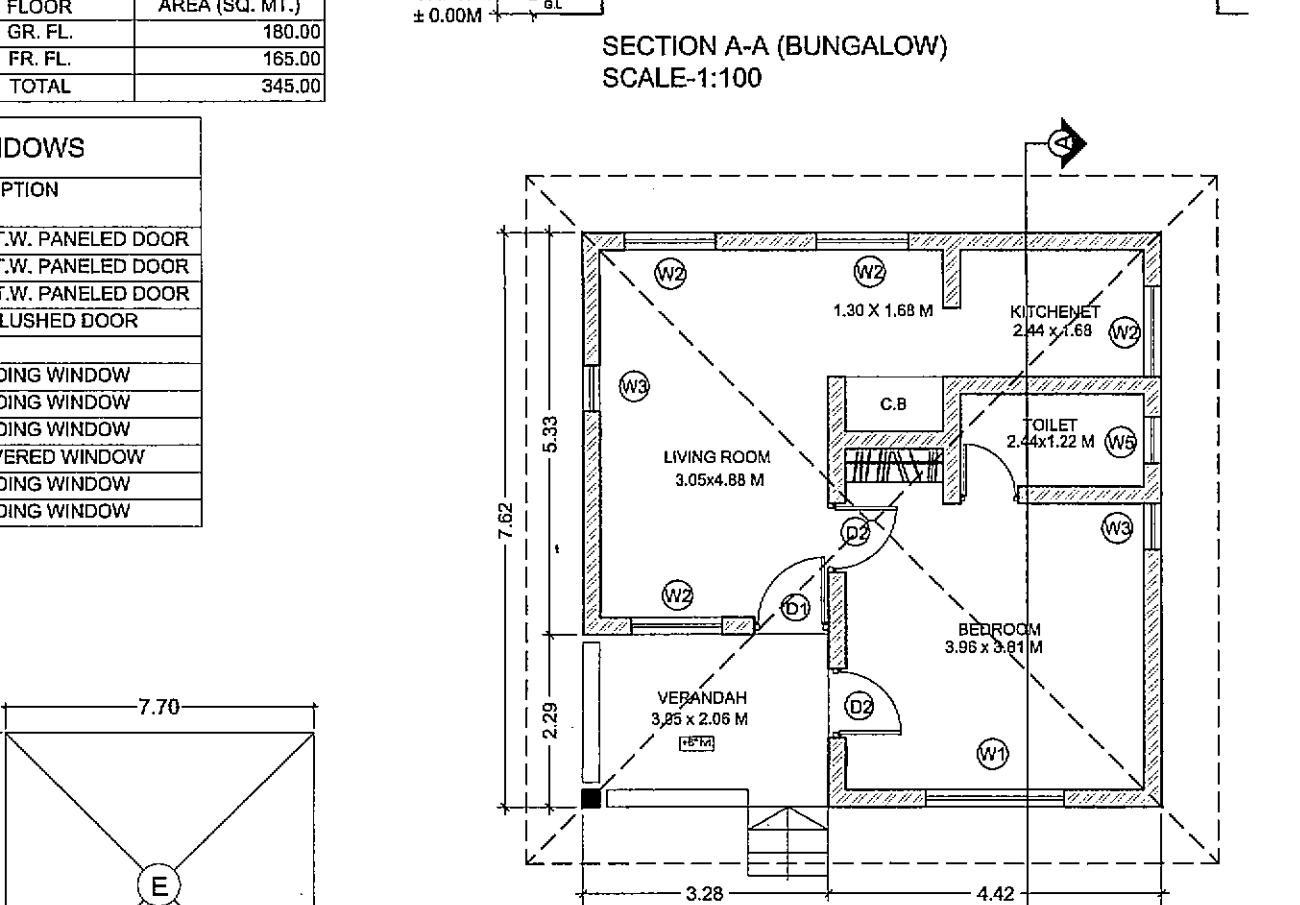 FLOOR AREA (SQ. MT.)
GR. FL. 180.00
FR. FL. 165.00
TOTAL 345.00
± 0.00M
G.L
SECTION A-A (BUNGALOW)
SCALE-1:100
NDOWS
PTION
T.W. PANELED DOOR
T.W. PANELED DOOR
T.W. PANELED DOOR
LUSHED DOOR
DING WINDOW
DING WINDOW
DING WINDOW
VERED WINDOW
DING WINDOW
DING WINDOW
A
W2
W2
1.30 X 1.68 M
KITCHENET
2.44 x 1.68
W2
W3
C.B
TOILET
2.44x1.22 M
W5
5.33
LIVING ROOM
3.05x4.88 M
7.62
D2
W3
W2
D1
BEDROOM
3.96 x 3.81 M
VERANDAH
x 2.06 M
2.29
D2
W1
7.70
E
3.28
4.42